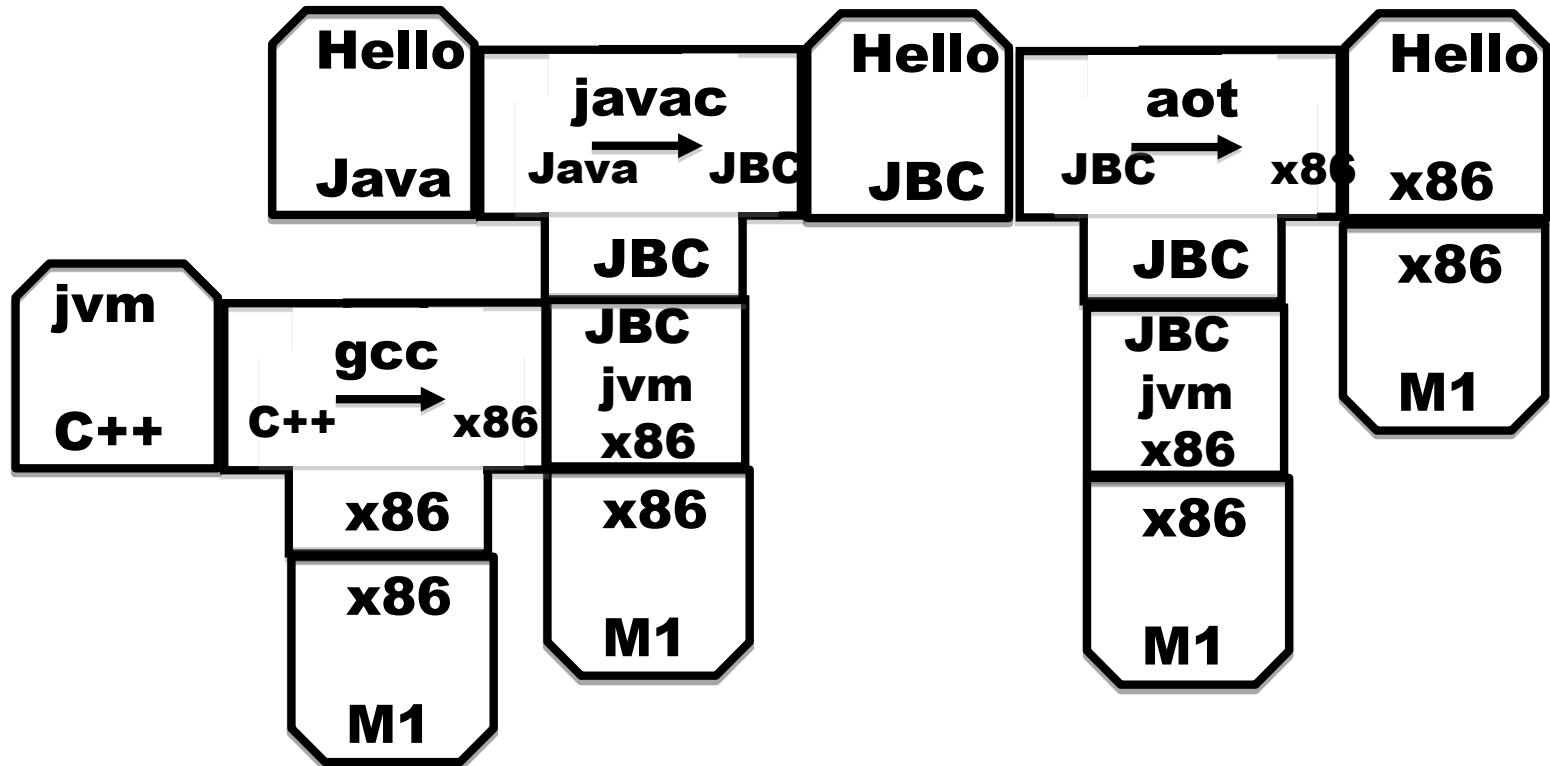 Hello
Java
javac
Java JBC
JBC
Hello
JBC
aot
JBC x86
JBC
Hello
x86
x86
M1
jvm
C++
gcc
C++ x86
x86
x86
M1
JBC
jvm
x86
x86
M1
JBC
jvm
x86
x86
M1